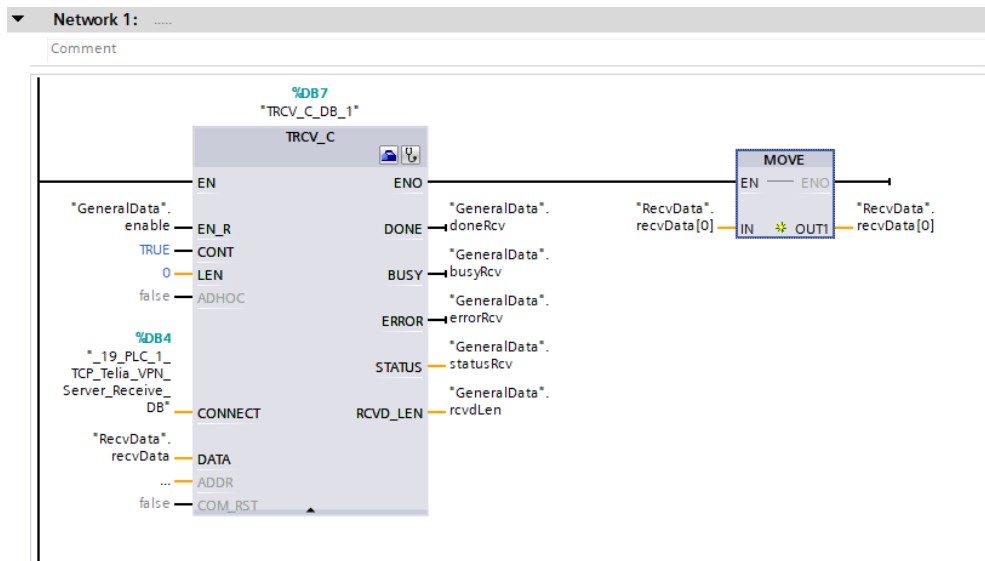 Network 1: .....
Comment
%DB7
"TRCV_C_DB_1"
TRCV_C
EN
ENO
"GeneralData".
enable
EN_R
TRUE
CONT
0
LEN
false
ADHOC
%DB4
"_19_PLC_1_
TCP_Telia_VPN_
Server_Receive_
DB"
CONNECT
"RecvData".
recvData
DATA
...
ADDR
false
COM_RST
DONE
"GeneralData".
doneRcv
BUSY
"GeneralData".
busyRcv
ERROR
"GeneralData".
errorRcv
STATUS
"GeneralData".
statusRcv
RCVD_LEN
"GeneralData".
rcvdLen
MOVE
EN
ENO
"RecvData".
recvData[0]
IN
OUT1
"RecvData".
recvData[0]